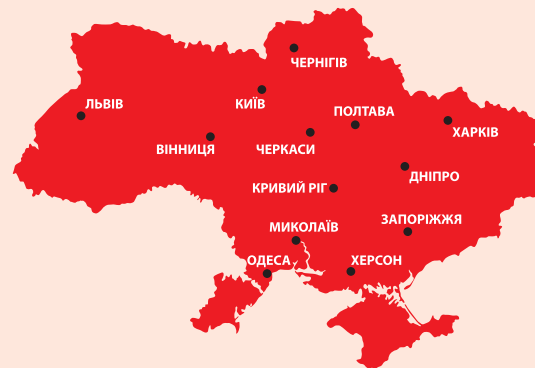 ЧЕРНІГІВ
ЛЬВІВ
КИЇВ
ПОЛТАВА
ХАРКІВ
ВІННИЦЯ
ЧЕРКАСИ
ДНІПРО
КРИВИЙ РІГ
ЗАПОРІЖЖЯ
МИКОЛАЇВ
ОДЕСА
ХЕРСОН